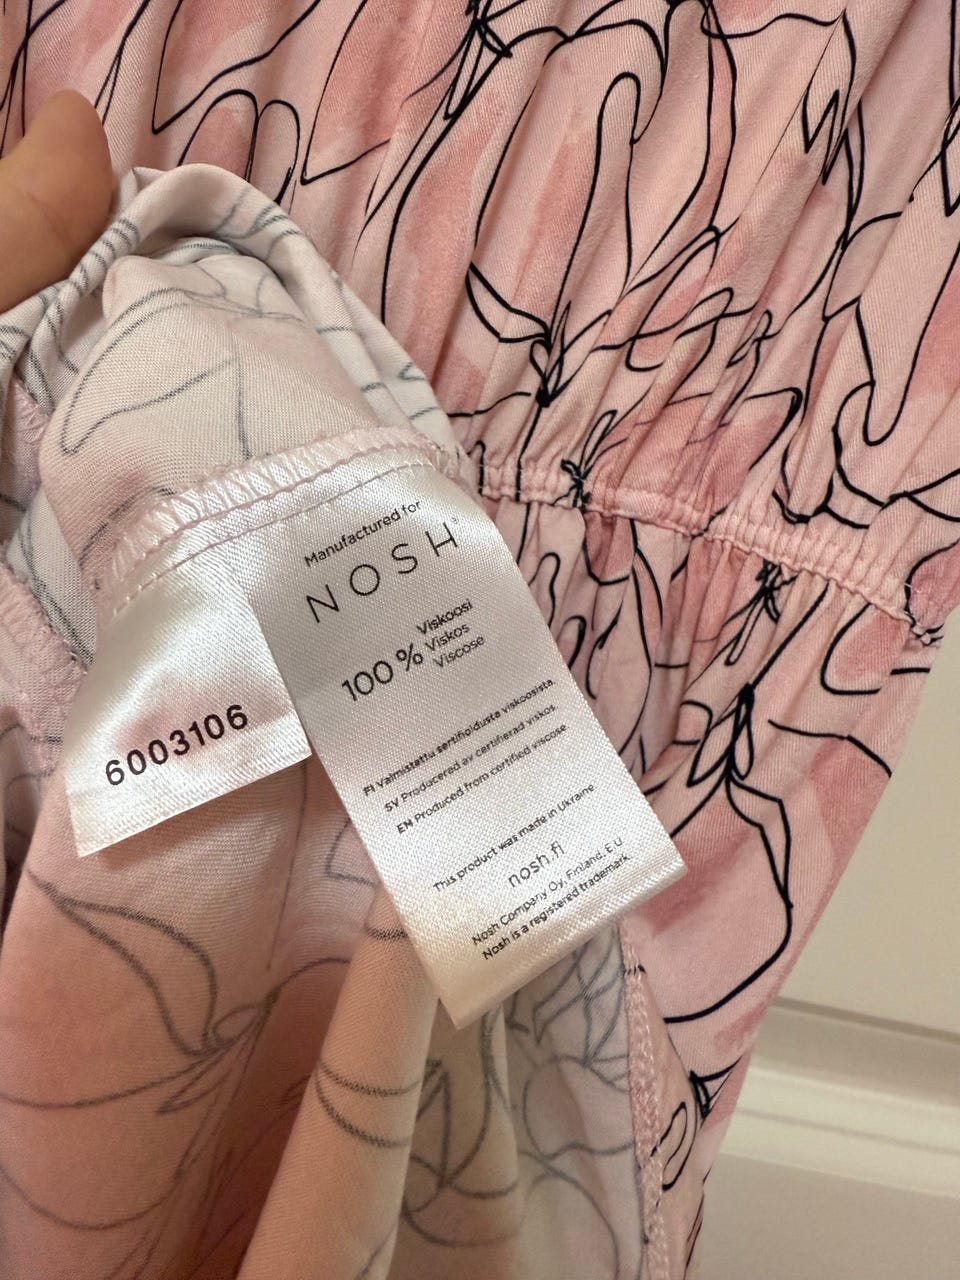 Manufactured for
NOSH®
100 % Viskoosi
Viskos
Viscose
FI Valmistettu sertifioidusta viskoosista.
SV Producerad av certifierad viskos.
EN Produced from certified viscose
This product was made in Ukraine
nosh.fi
Nosh Company Oy, Finland, E.U.
Nosh is a registered trademark.
6003106